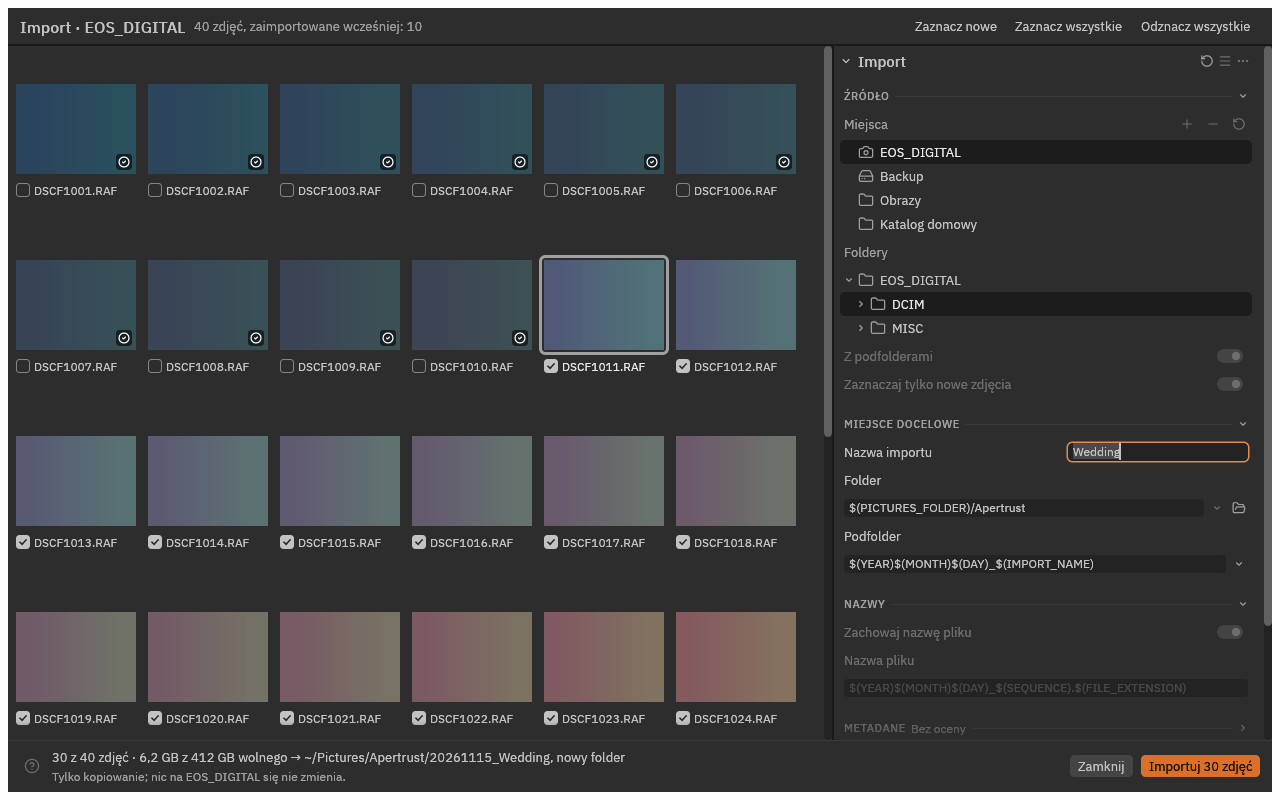 Import · EOS_DIGITAL 40 zdjęć, zaimportowane wcześniej: 10 Zaznacz nowe Zaznacz wszystkie Odznacz wszystkie
DSCF1001.RAF DSCF1002.RAF DSCF1003.RAF DSCF1004.RAF DSCF1005.RAF DSCF1006.RAF
DSCF1007.RAF DSCF1008.RAF DSCF1009.RAF DSCF1010.RAF DSCF1011.RAF DSCF1012.RAF
DSCF1013.RAF DSCF1014.RAF DSCF1015.RAF DSCF1016.RAF DSCF1017.RAF DSCF1018.RAF
DSCF1019.RAF DSCF1020.RAF DSCF1021.RAF DSCF1022.RAF DSCF1023.RAF DSCF1024.RAF
Import
ŹRÓDŁO
Miejsca
EOS_DIGITAL
Backup
Obrazy
Katalog domowy
Foldery
EOS_DIGITAL
DCIM
MISC
Z podfolderami
Zaznaczaj tylko nowe zdjęcia
MIEJSCE DOCELOWE
Nazwa importu Wedding
Folder
$(PICTURES_FOLDER)/Apertrust
Podfolder
$(YEAR)$(MONTH)$(DAY)_$(IMPORT_NAME)
NAZWY
Zachowaj nazwę pliku
Nazwa pliku
$(YEAR)$(MONTH)$(DAY)_$(SEQUENCE).$(FILE_EXTENSION)
METADANE Bez oceny
30 z 40 zdjęć · 6,2 GB z 412 GB wolnego → ~/Pictures/Apertrust/20261115_Wedding, nowy folder
Tylko kopiowanie; nic na EOS_DIGITAL się nie zmienia.
Zamknij Importuj 30 zdjęć